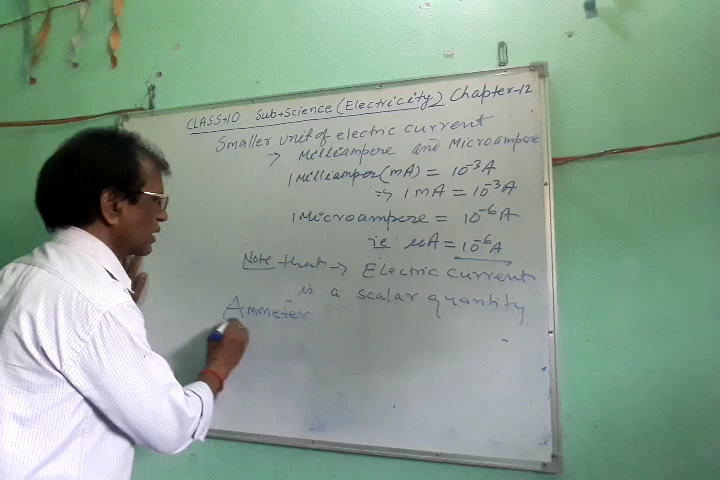 CLASS-10 Sub-Science (Electricity) Chapter-12
Smaller unit of electric current
→ Milliampere and Microampere
1 Milliamper(mA) = 10⁻³A
=> 1 mA = 10⁻³A
1 Microampere = 10⁻⁶A
ie µA = 10⁻⁶A
Note that → Electric current
is a scalar quantity
Ammeter